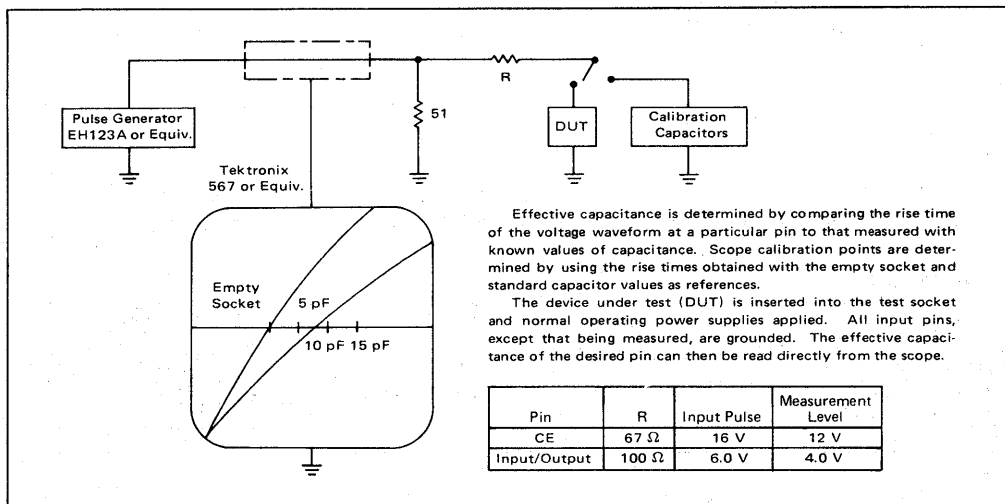 Pulse Generator
EH123A or Equiv.
R
51
DUT
Calibration
Capacitors
Tektronix
567 or Equiv.
Empty
Socket
5 pF
10 pF
15 pF
Effective capacitance is determined by comparing the rise time
of the voltage waveform at a particular pin to that measured with
known values of capacitance. Scope calibration points are deter-
mined by using the rise times obtained with the empty socket and
standard capacitor values as references.
The device under test (DUT) is inserted into the test socket
and normal operating power supplies applied. All input pins,
except that being measured, are grounded. The effective capaci-
tance of the desired pin can then be read directly from the scope.
Pin R Input Pulse Measurement Level
CE 67 Ω 16 V 12 V
Input/Output 100 Ω 6.0 V 4.0 V